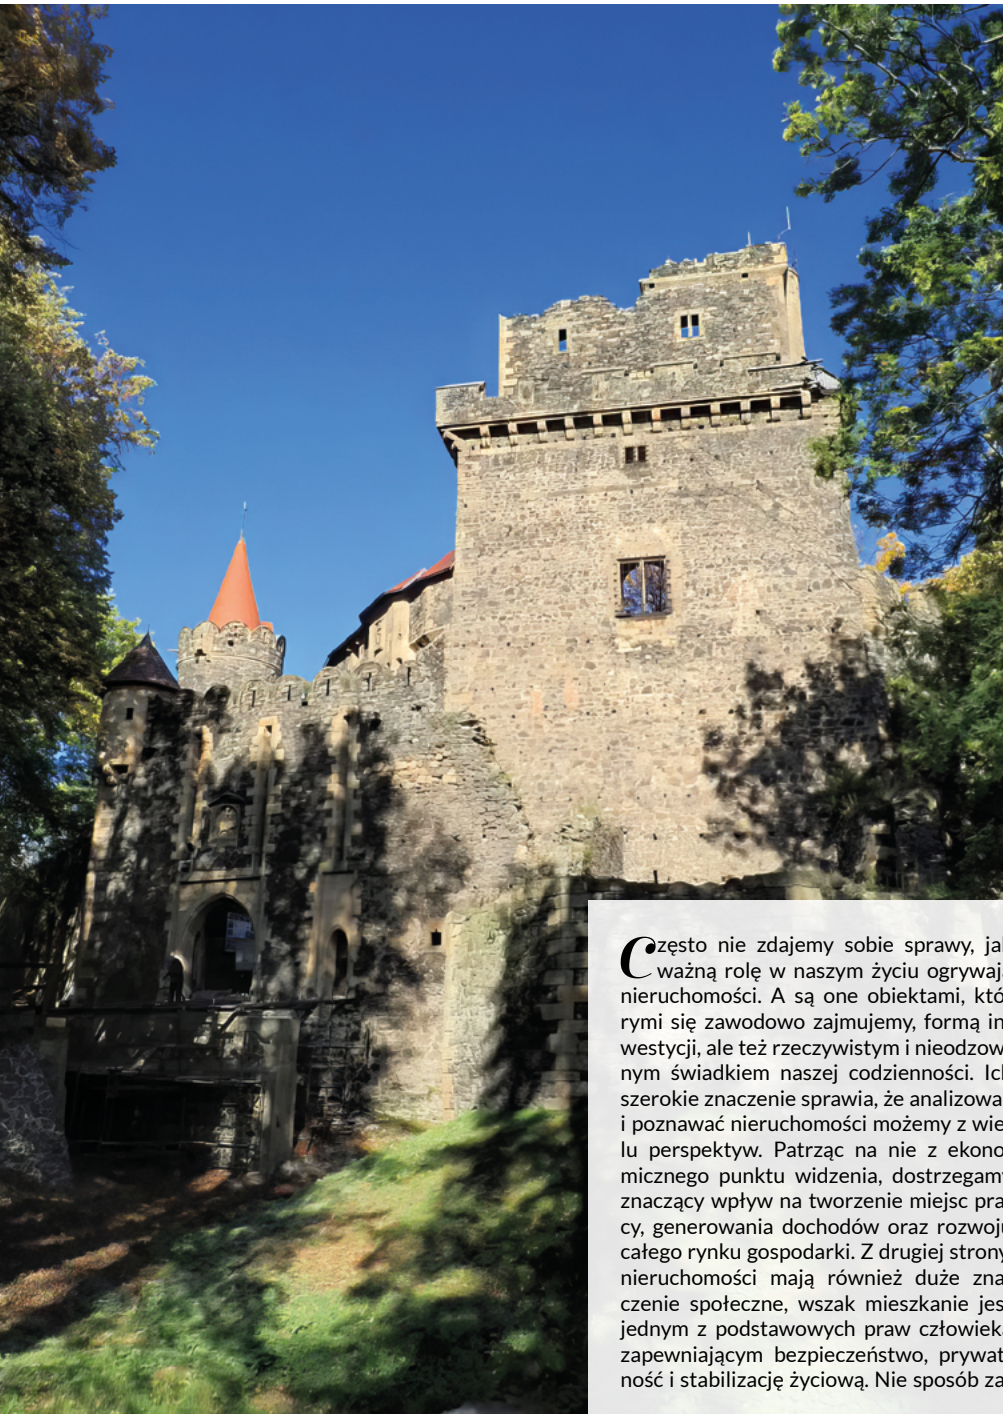 Często nie zdajemy sobie sprawy, ja
ważną rolę w naszym życiu ogrywaj
nieruchomości. A są one obiektami, któ
rymi się zawodowo zajmujemy, formą in
westycji, ale też rzeczywistym i nieodzow
nym świadkiem naszej codzienności. Ic
szerokie znaczenie sprawia, że analizowa
i poznawać nieruchomości możemy z wie
lu perspektyw. Patrząc na nie z ekono
micznego punktu widzenia, dostrzegam
znaczący wpływ na tworzenie miejsc pra
cy, generowania dochodów oraz rozwoju
całego rynku gospodarki. Z drugiej strony
nieruchomości mają również duże zna
czenie społeczne, wszak mieszkanie jes
jednym z podstawowych praw człowiek
zapewniającym bezpieczeństwo, prywat
ność i stabilizację życiową. Nie sposób za